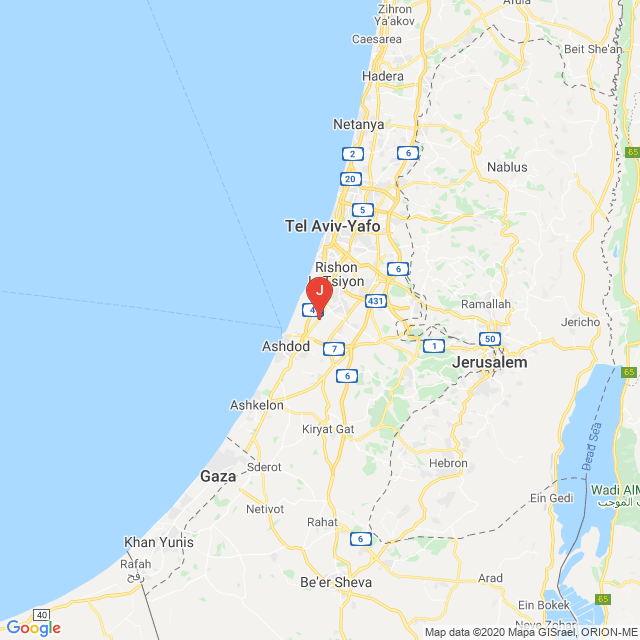 Zihron
Ya'akov
Arula
Caesarea
Beit She'an
Hadera
Netanya
2
6
65
Nablus
20
5
Tel Aviv-Yafo
Rishon
LeTsiyon
6
J
4
431
Ramallah
Jericho
50
Ashdod
7
1
Jerusalem
6
65
Ashkelon
Kiryat Gat
Dead Sea
Hebron
Sderot
Gaza
Wadi AlM
الموجب
Ein Gedi
Netivot
Rahat
6
Khan Yunis
Rafah
رفح
Be'er Sheva
Arad
65
Ein Bokek
40
Neve Zohar
Google
Map data ©2020 Mapa GISrael, ORION-ME